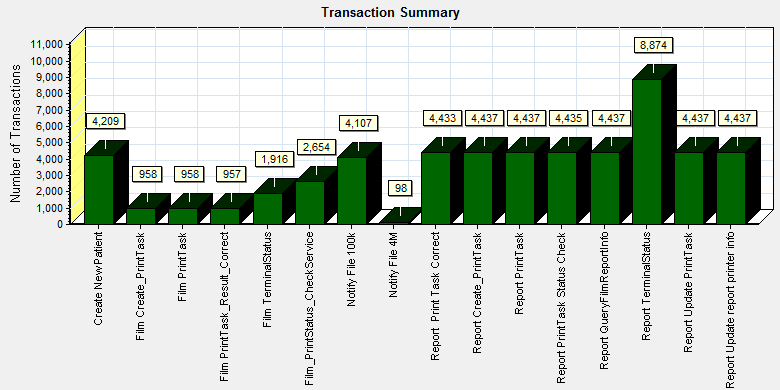 Transaction Summary
Number of Transactions
11,000
10,000
9,000
8,000
7,000
6,000
5,000
4,000
3,000
2,000
1,000
0
4,209
958
958
957
1,916
2,654
4,107
98
4,433
4,437
4,437
4,435
4,437
8,874
4,437
4,437
Create NewPatient
Film Create_PrintTask
Film PrintTask
Film PrintTask_Result_Correct
Film TerminalStatus
Film_PrintStatus_CheckService
Notify File 100k
Notify File 4M
Report Print Task Correct
Report Create_PrintTask
Report PrintTask
Report PrintTask Status Check
Report QueryFilmReportInfo
Report TerminalStatus
Report Update PrintTask
Report Update report printer info